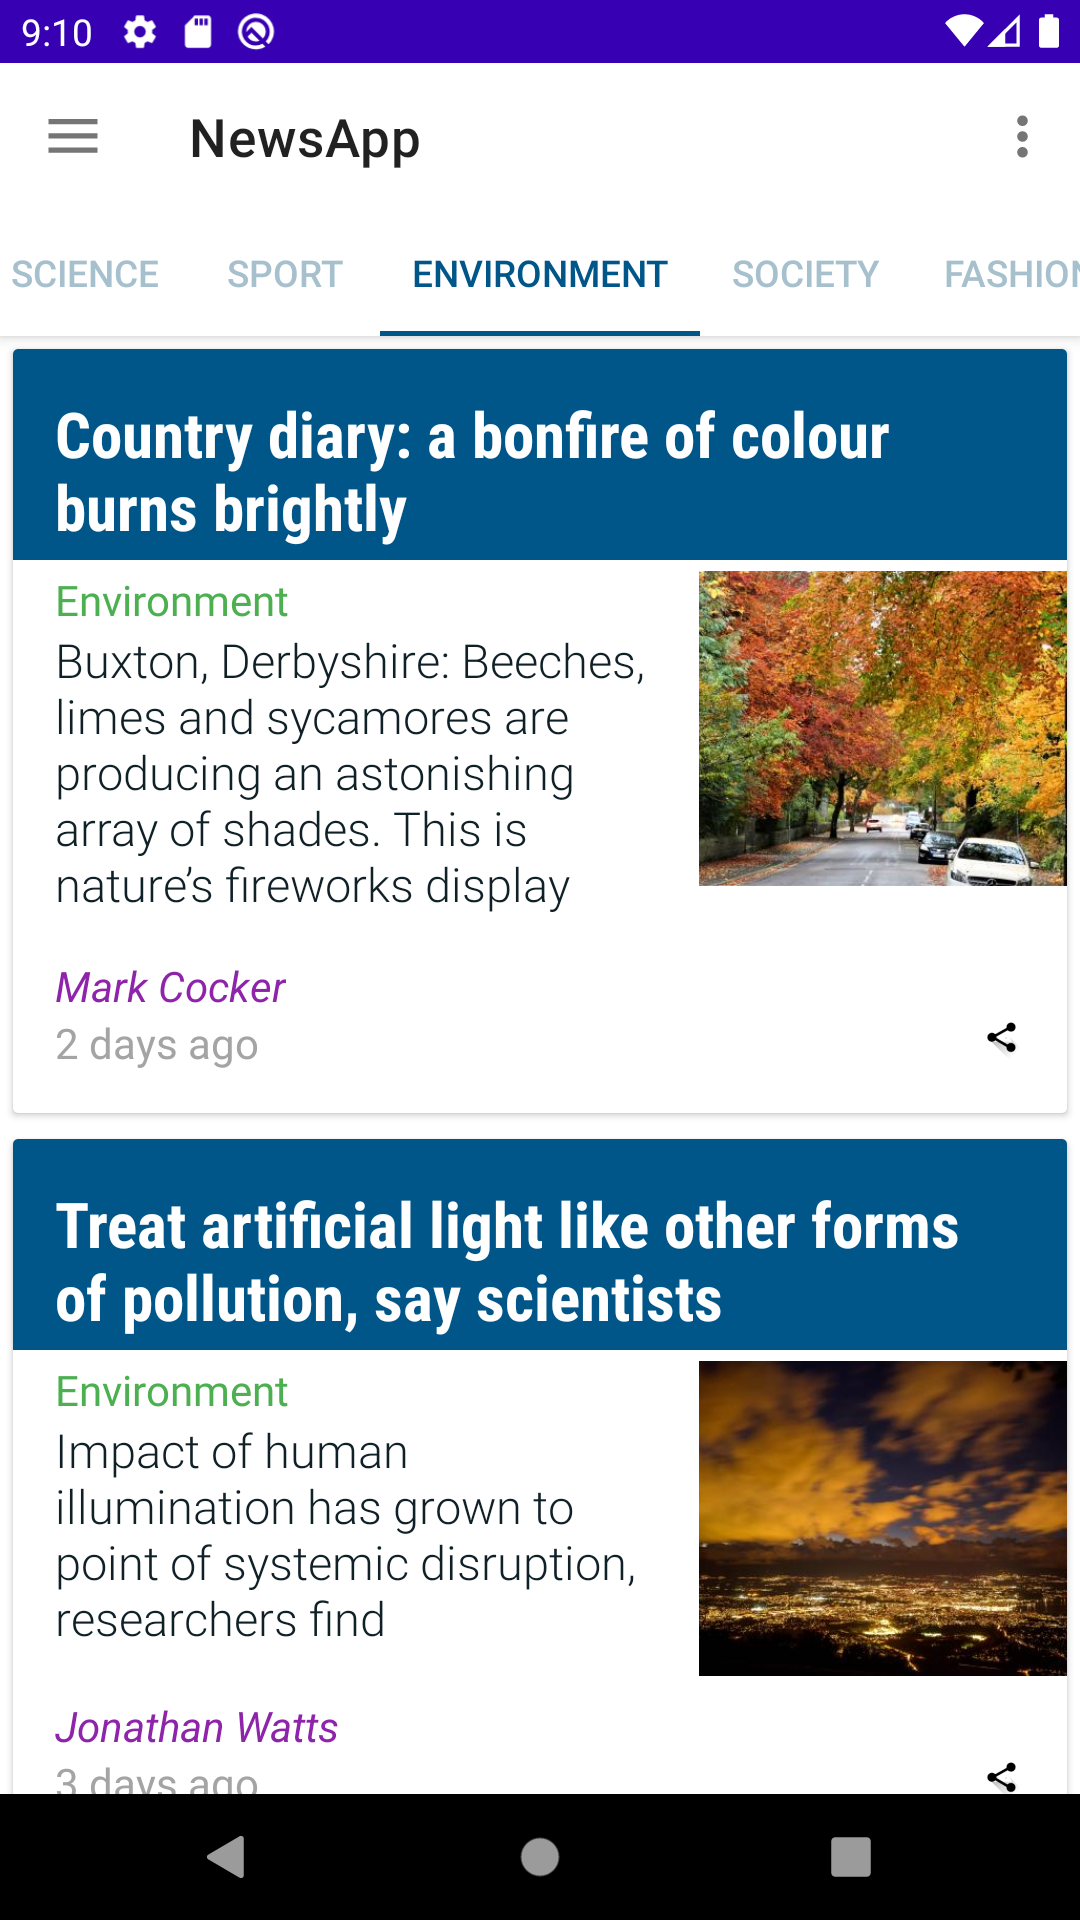 9:10
NewsApp
SCIENCE SPORT ENVIRONMENT SOCIETY FASHION
Country diary: a bonfire of colour
burns brightly
Environment
Buxton, Derbyshire: Beeches,
limes and sycamores are
producing an astonishing
array of shades. This is
nature’s fireworks display
Mark Cocker
2 days ago
Treat artificial light like other forms
of pollution, say scientists
Environment
Impact of human
illumination has grown to
point of systemic disruption,
researchers find
Jonathan Watts
3 days ago